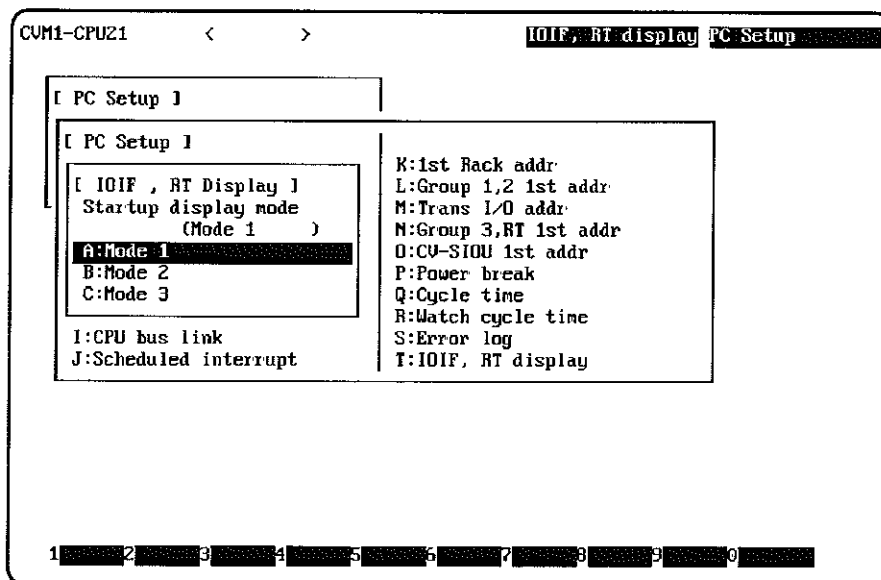 CVM1-CPU21 < > IOIF, RT display PC Setup
[ PC Setup ]
[ PC Setup ]
[ IOIF , RT Display ]
Startup display mode
(Mode 1 )
A:Mode 1
B:Mode 2
C:Mode 3
I:CPU bus link
J:Scheduled interrupt
K:1st Rack addr
L:Group 1,2 1st addr
M:Trans I/O addr
N:Group 3,RT 1st addr
O:CV-SIOU 1st addr
P:Power break
Q:Cycle time
R:Watch cycle time
S:Error log
T:IOIF, RT display
1 2 3 4 5 6 7 8 9 0